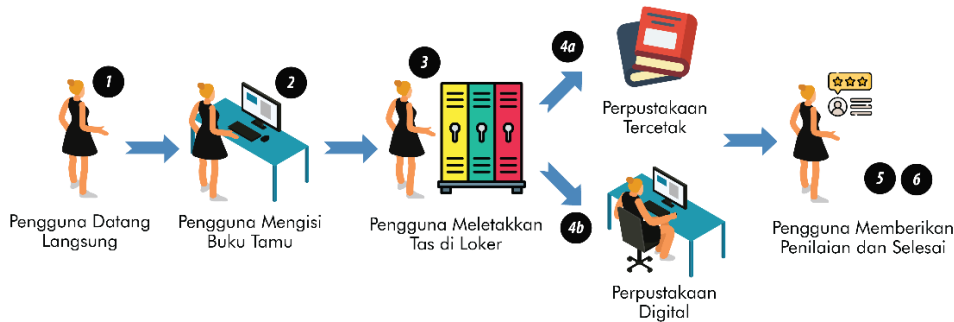 1
Pengguna Datang
Langsung
2
Pengguna Mengisi
Buku Tamu
3
Pengguna Meletakkan
Tas di Loker
4a
Perpustakaan
Tercetak
4b
Perpustakaan
Digital
5
6
Pengguna Memberikan
Penilaian dan Selesai